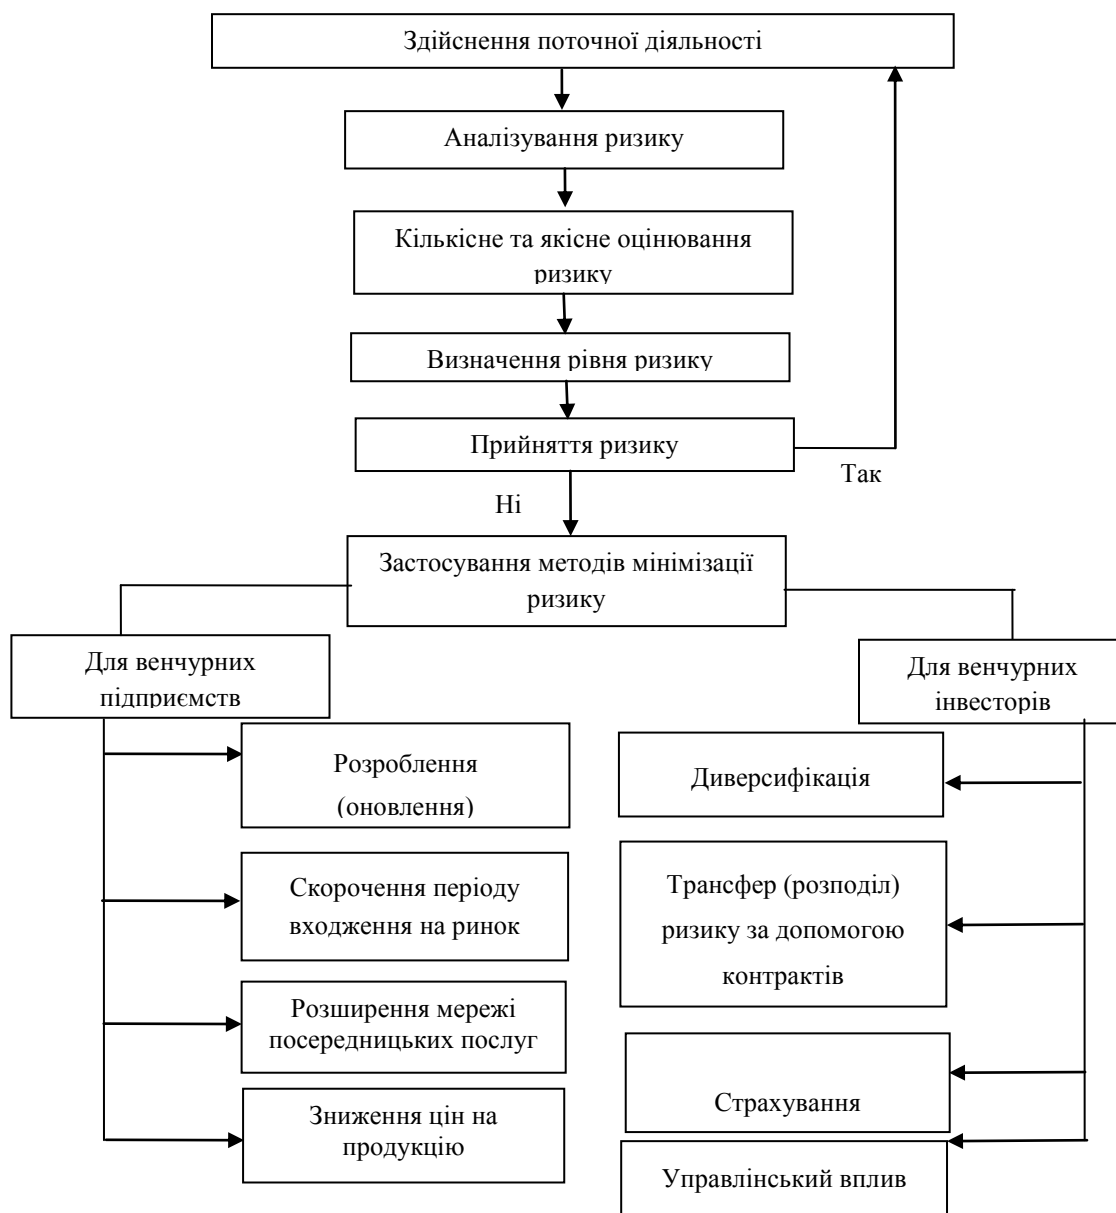 Здійснення поточної діяльності
Аналізування ризику
Кількісне та якісне оцінювання
ризику
Визначення рівня ризику
Прийняття ризику
Так
Ні
Застосування методів мінімізації
ризику
Для венчурних
підприємств
Для венчурних
інвесторів
Розроблення
(оновлення)
Скорочення періоду
входження на ринок
Розширення мережі
посередницьких послуг
Зниження цін на
продукцію
Диверсифікація
Трансфер (розподіл)
ризику за допомогою
контрактів
Страхування
Управлінський вплив